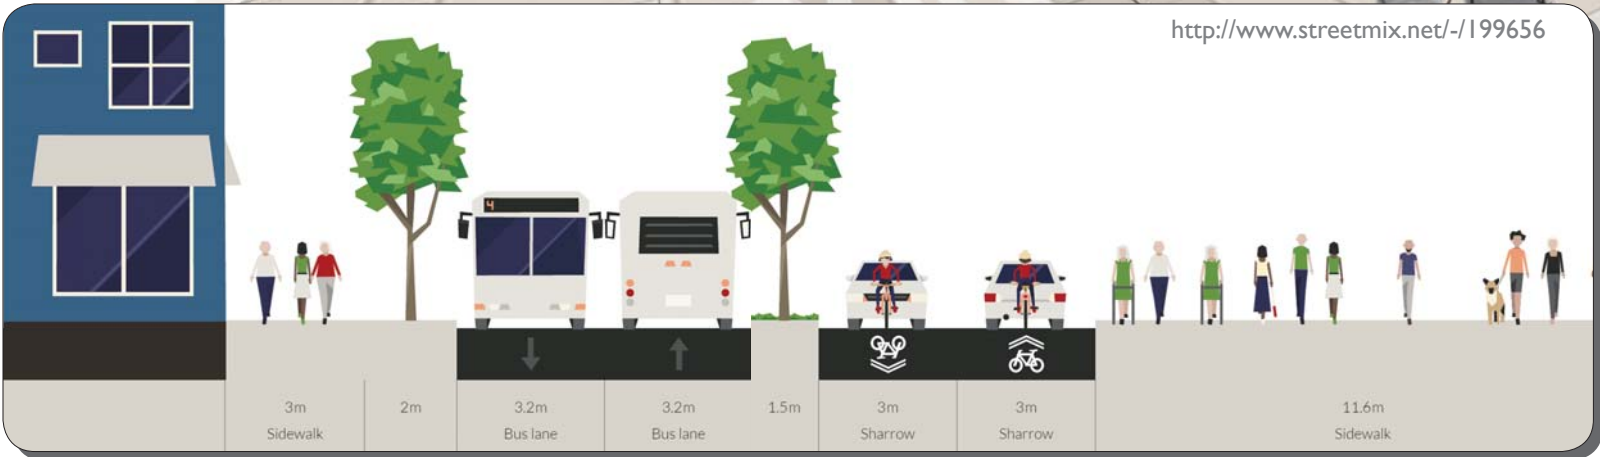 http://www.streetmix.net/-/199656
4
3m
Sidewalk
2m
3.2m
Bus lane
3.2m
Bus lane
1.5m
3m
Sharrow
3m
Sharrow
11.6m
Sidewalk